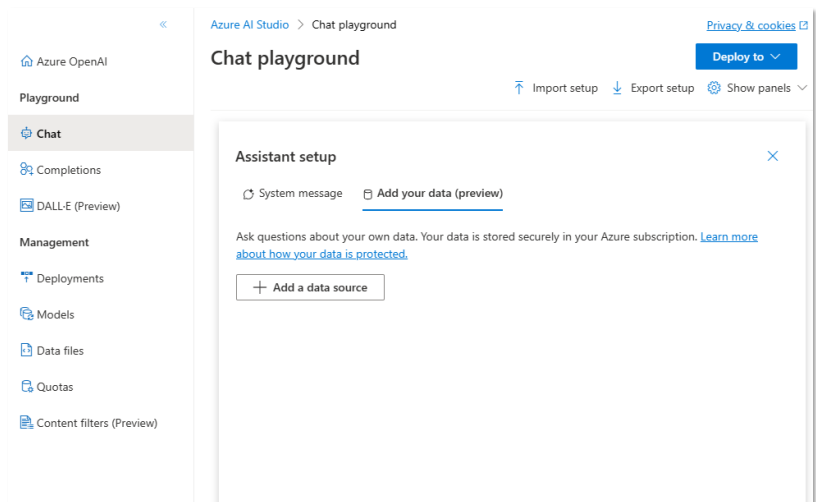 Azure AI Studio > Chat playground
Privacy & cookies
Azure OpenAI
Chat playground
Deploy to
Playground
Import setup
Export setup
Show panels
Chat
Assistant setup
Completions
System message
Add your data (preview)
DALL·E (Preview)
Management
Ask questions about your own data. Your data is stored securely in your Azure subscription. Learn more
about how your data is protected.
Deployments
+ Add a data source
Models
Data files
Quotas
Content filters (Preview)